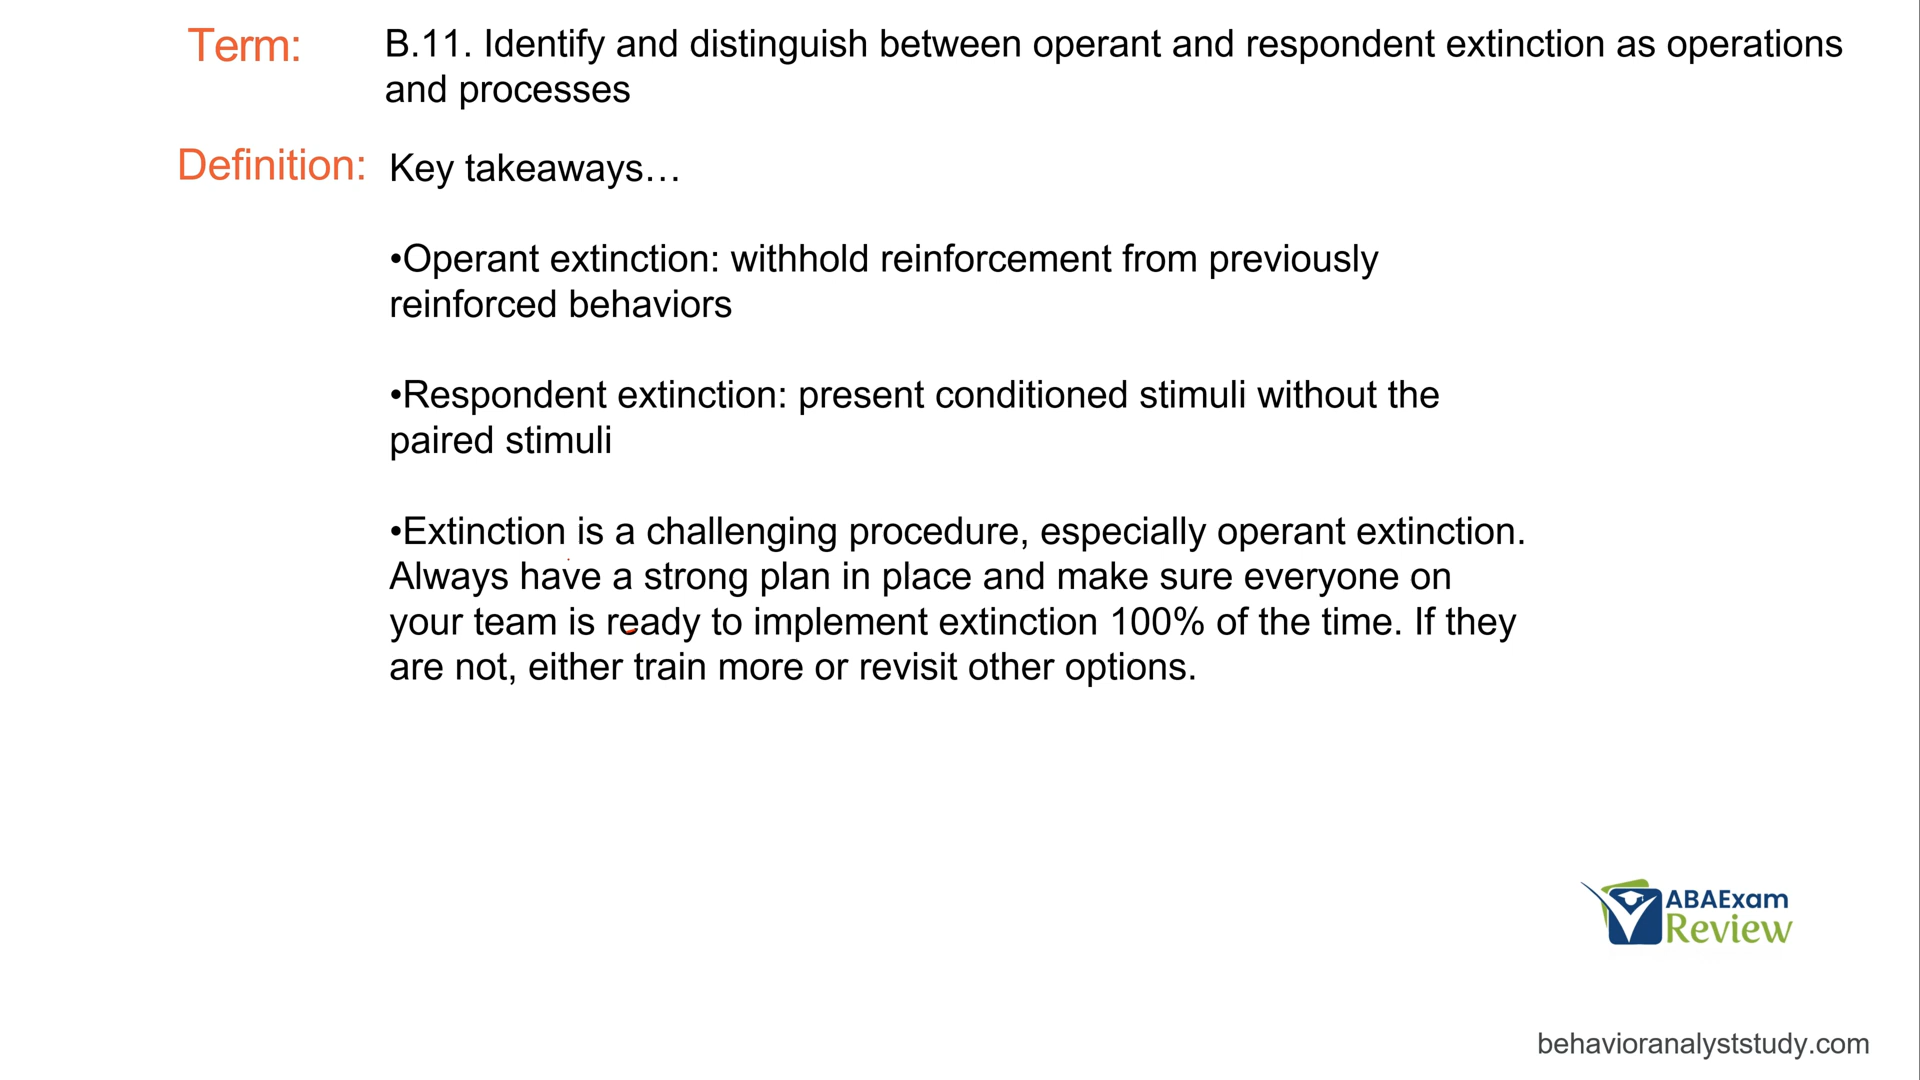 Term:
B.11. Identify and distinguish between operant and respondent extinction as operations
and processes
Definition:
Key takeaways…
•Operant extinction: withhold reinforcement from previously
reinforced behaviors
•Respondent extinction: present conditioned stimuli without the
paired stimuli
•Extinction is a challenging procedure, especially operant extinction.
Always have a strong plan in place and make sure everyone on
your team is ready to implement extinction 100% of the time. If they
are not, either train more or revisit other options.
ABAExam
Review
behavioranalyststudy.com